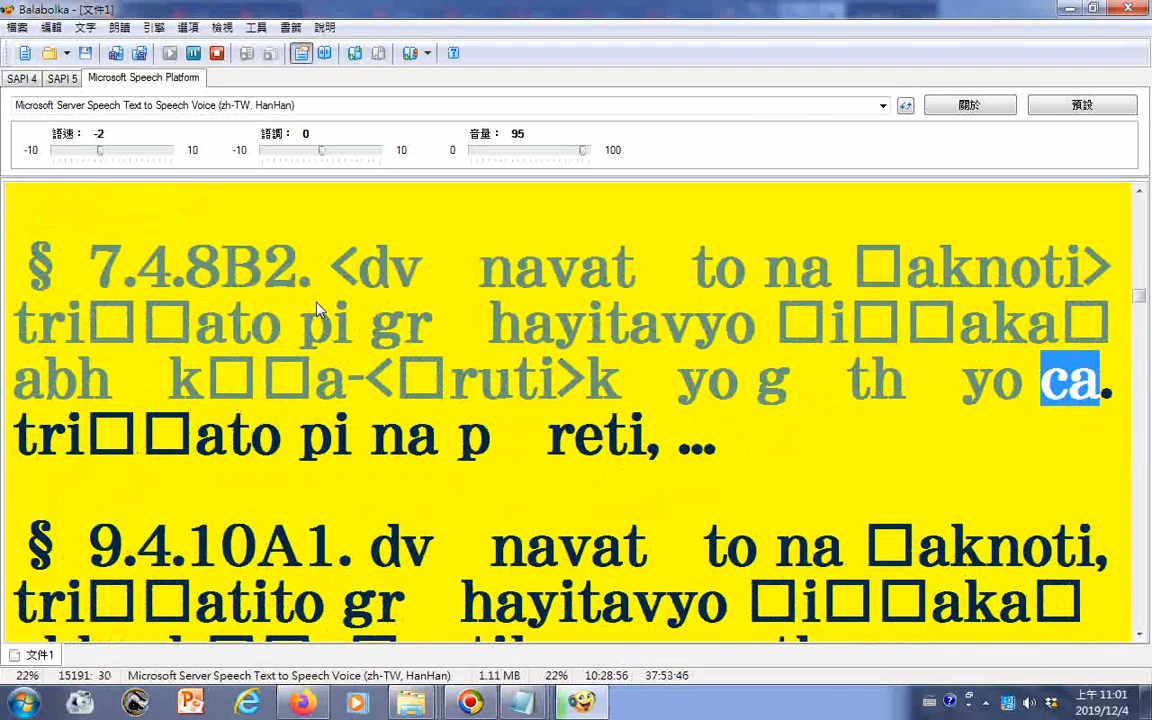 Balabolka - [文件1]
檔案 編輯 文字 朗讀 引擎 選項 檢視 工具 書籤 說明
SAPI 4 SAPI 5 Microsoft Speech Platform
Microsoft Server Speech Text to Speech Voice (zh-TW, HanHan) 關於 預設
語速： -2 語調： 0 音量： 95
-10 10 -10 10 0 100
§ 7.4.8B2. <dv navat to na □aknoti>
tri□□ato pi gr hayitavyo □i□□aka□
abh k□□a-<□ruti>k yo g th yo ca.
tri□□ato pi na p reti, ...
§ 9.4.10A1. dv navat to na □aknoti,
tri□□atito gr hayitavyo □i□□aka□
文件1
22% 15191: 30 Microsoft Server Speech Text to Speech Voice (zh-TW, HanHan) 1.11 MB 22% 10:28:56 37:53:46
上午 11:01
2019/12/4